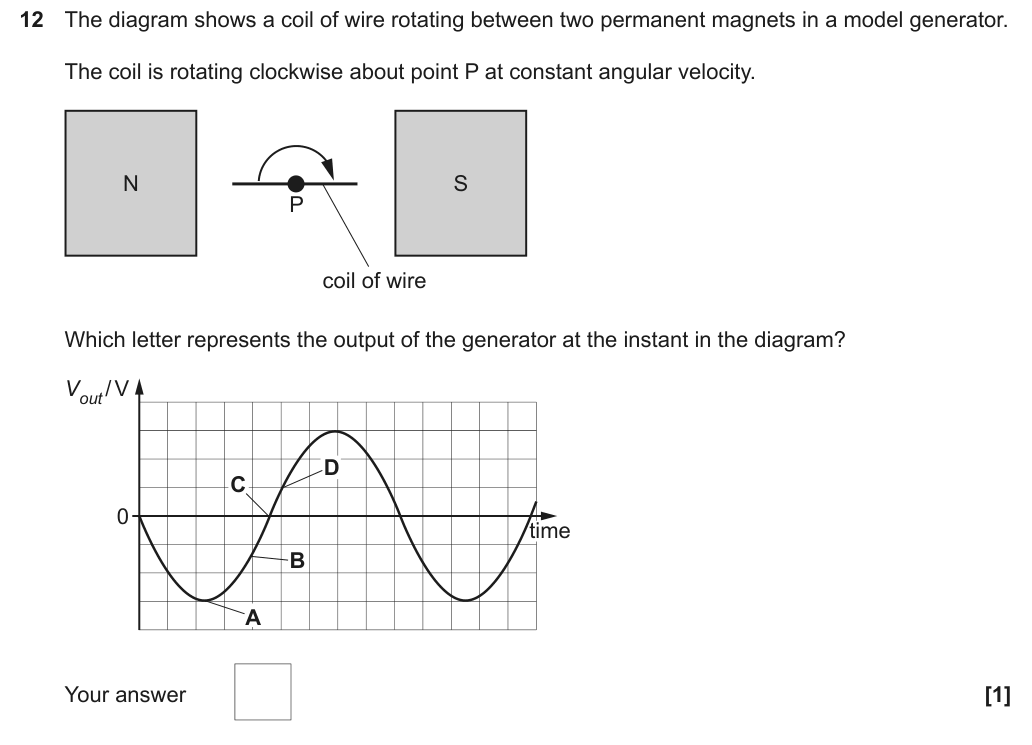 12 The diagram shows a coil of wire rotating between two permanent magnets in a model generator.
The coil is rotating clockwise about point P at constant angular velocity.
N
S
P
coil of wire
Which letter represents the output of the generator at the instant in the diagram?
V_out / V
D
C
0
time
B
A
Your answer
[1]